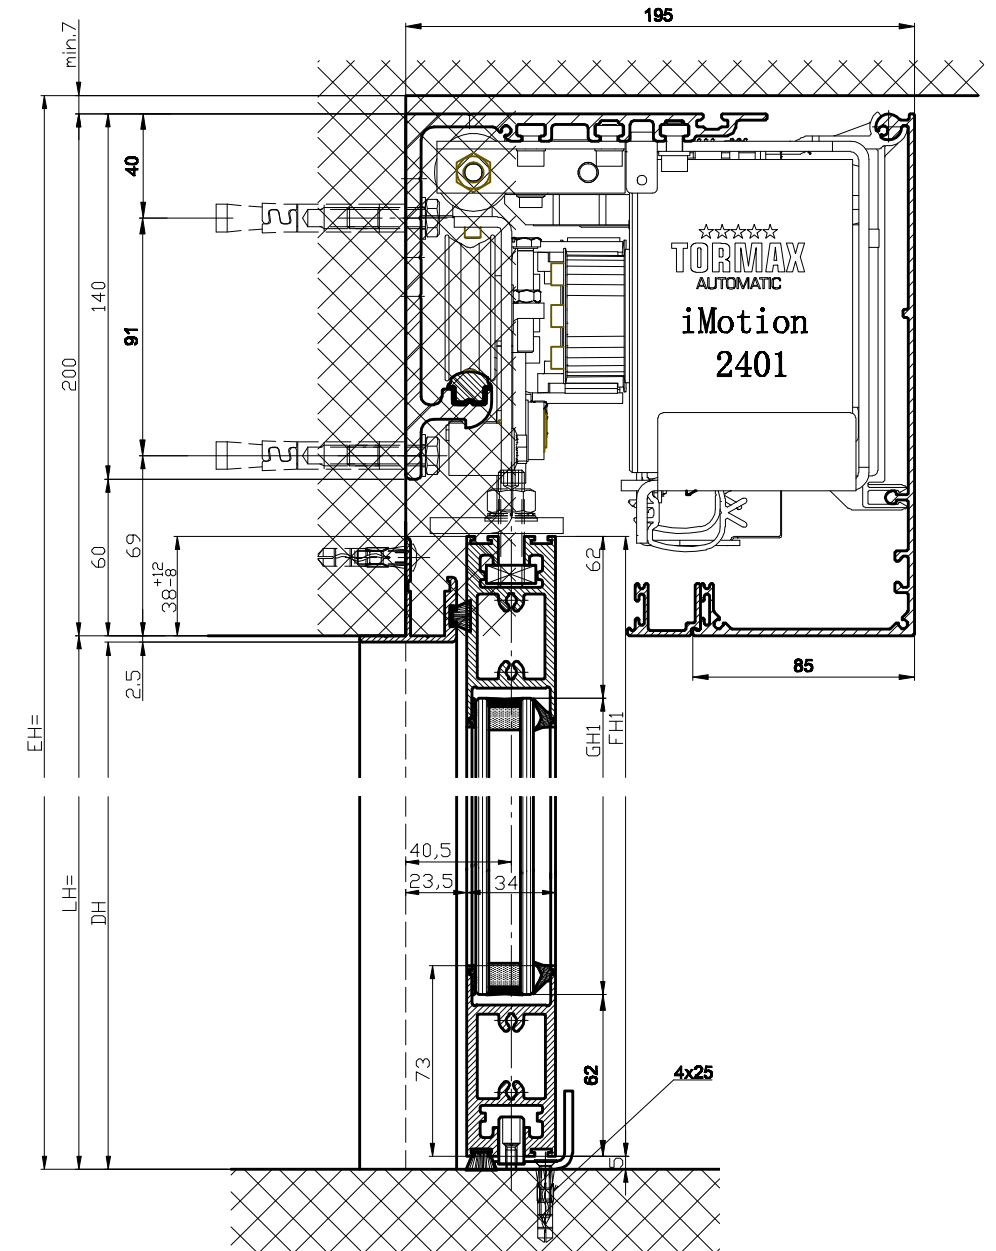 195
min.7
40
140
91
200
TORMAX
AUTOMATIC
iMotion
2401
60
69
38 +12 -8
62
2.5
85
EH=
GH1
FH1
40,5
23,5
34
LH=
DH
73
62
4x25
5